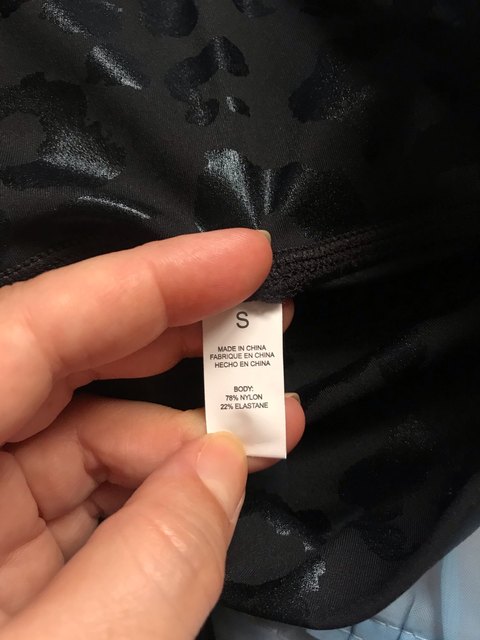 S
MADE IN CHINA
FABRIQUE EN CHINA
HECHO EN CHINA
BODY:
78% NYLON
22% ELASTANE